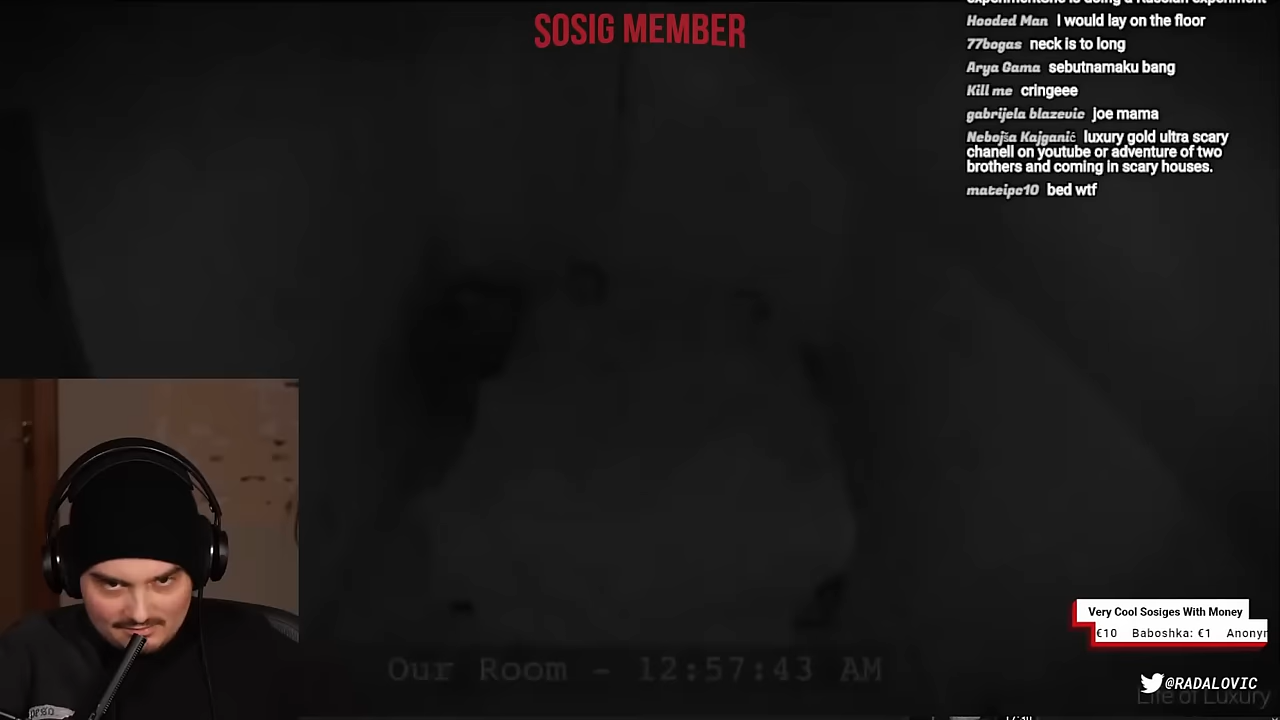 SOSIG MEMBER
Hooded Man I would lay on the floor
77bogas neck is to long
Arya Gama sebutnamaku bang
Kill me cringeee
gabrijela blazevic joe mama
Nebojša Kajganić luxury gold ultra scary
chanell on youtube or adventure of two
brothers and coming in scary houses.
mateipc10 bed wtf
Very Cool Sosiges With Money
€10 Baboshka: €1 Anonyr
Our Room - 12:57:43 AM
@RADALOVIC
Life of Luxury